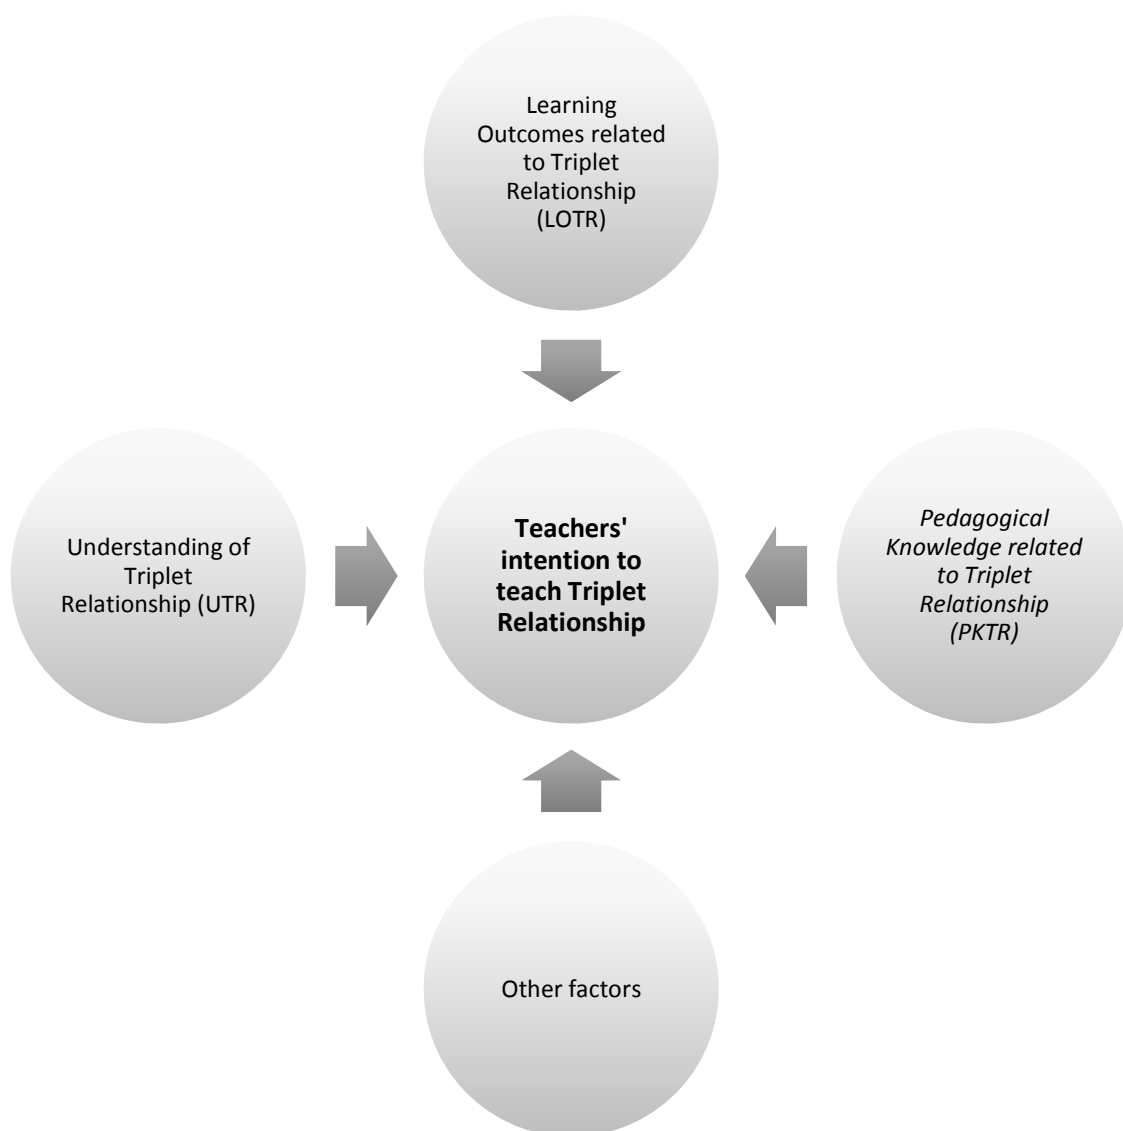 Learning
Outcomes related
to Triplet
Relationship
(LOTR)
Understanding of
Triplet
Relationship (UTR)
Teachers'
intention to
teach Triplet
Relationship
Pedagogical
Knowledge related
to Triplet
Relationship
(PKTR)
Other factors